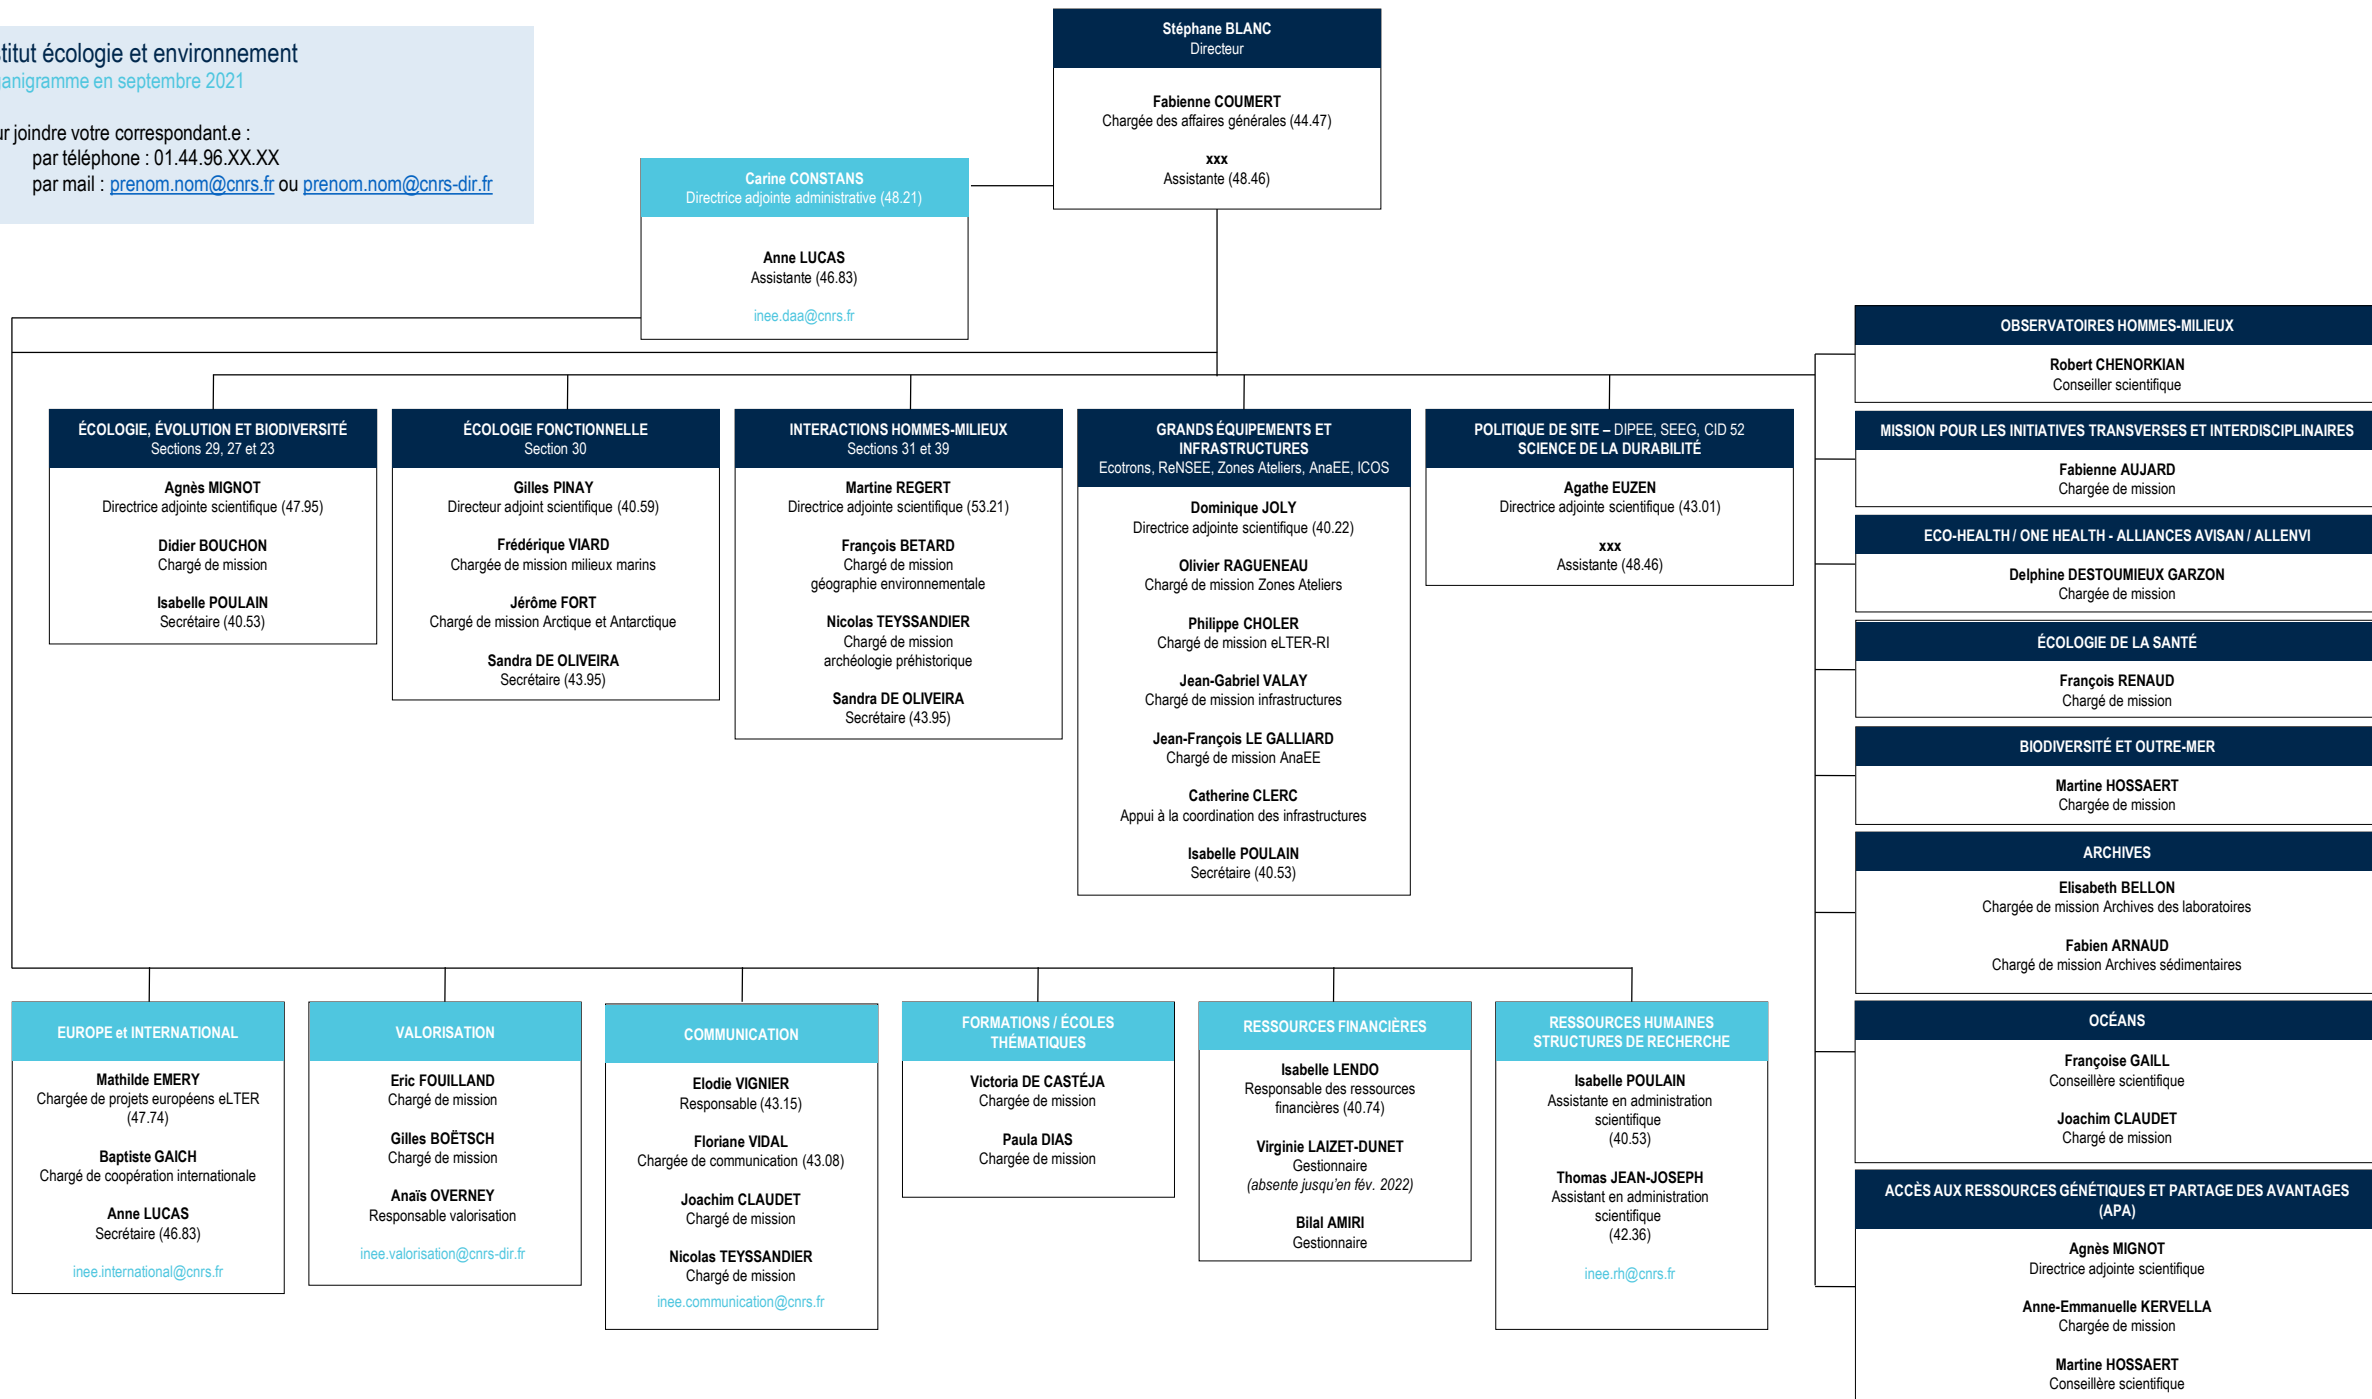 stitut écologie et environnement
ganigramme en septembre 2021
ur joindre votre correspondant.e :
par téléphone : 01.44.96.XX.XX
par mail : prenom.nom@cnrs.fr ou prenom.nom@cnrs-dir.fr
Stéphane BLANC
Directeur
Fabienne COUMERT
Chargée des affaires générales (44.47)
xxx
Assistante (48.46)
Carine CONSTANS
Directrice adjointe administrative (48.21)
Anne LUCAS
Assistante (46.83)
inee.daa@cnrs.fr
ÉCOLOGIE, ÉVOLUTION ET BIODIVERSITÉ
Sections 29, 27 et 23
Agnès MIGNOT
Directrice adjointe scientifique (47.95)
Didier BOUCHON
Chargé de mission
Isabelle POULAIN
Secrétaire (40.53)
ÉCOLOGIE FONCTIONNELLE
Section 30
Gilles PINAY
Directeur adjoint scientifique (40.59)
Frédérique VIARD
Chargée de mission milieux marins
Jérôme FORT
Chargé de mission Arctique et Antarctique
Sandra DE OLIVEIRA
Secrétaire (43.95)
INTERACTIONS HOMMES-MILIEUX
Sections 31 et 39
Martine REGERT
Directrice adjointe scientifique (53.21)
François BETARD
Chargé de mission
géographie environnementale
Nicolas TEYSSANDIER
Chargé de mission
archéologie préhistorique
Sandra DE OLIVEIRA
Secrétaire (43.95)
GRANDS ÉQUIPEMENTS ET
INFRASTRUCTURES
Ecotrons, ReNSEE, Zones Ateliers, AnaEE, ICOS
Dominique JOLY
Directrice adjointe scientifique (40.22)
Olivier RAGUENEAU
Chargé de mission Zones Ateliers
Philippe CHOLER
Chargé de mission eLTER-RI
Jean-Gabriel VALAY
Chargé de mission infrastructures
Jean-François LE GALLIARD
Chargé de mission AnaEE
Catherine CLERC
Appui à la coordination des infrastructures
Isabelle POULAIN
Secrétaire (40.53)
POLITIQUE DE SITE – DIPEE, SEEG, CID 52
SCIENCE DE LA DURABILITÉ
Agathe EUZEN
Directrice adjointe scientifique (43.01)
xxx
Assistante (48.46)
OBSERVATOIRES HOMMES-MILIEUX
Robert CHENORKIAN
Conseiller scientifique
MISSION POUR LES INITIATIVES TRANSVERSES ET INTERDISCIPLINAIRES
Fabienne AUJARD
Chargée de mission
ECO-HEALTH / ONE HEALTH - ALLIANCES AVISAN / ALLENVI
Delphine DESTOUMIEUX GARZON
Chargée de mission
ÉCOLOGIE DE LA SANTÉ
François RENAUD
Chargé de mission
BIODIVERSITÉ ET OUTRE-MER
Martine HOSSAERT
Chargée de mission
ARCHIVES
Elisabeth BELLON
Chargée de mission Archives des laboratoires
Fabien ARNAUD
Chargé de mission Archives sédimentaires
OCÉANS
Françoise GAILL
Conseillère scientifique
Joachim CLAUDET
Chargé de mission
ACCÈS AUX RESSOURCES GÉNÉTIQUES ET PARTAGE DES AVANTAGES
(APA)
Agnès MIGNOT
Directrice adjointe scientifique
Anne-Emmanuelle KERVELLA
Chargée de mission
Martine HOSSAERT
Conseillère scientifique
EUROPE et INTERNATIONAL
Mathilde EMERY
Chargée de projets européens eLTER
(47.74)
Baptiste GAICH
Chargé de coopération internationale
Anne LUCAS
Secrétaire (46.83)
inee.international@cnrs.fr
VALORISATION
Eric FOUILLAND
Chargé de mission
Gilles BOËTSCH
Chargé de mission
Anaïs OVERNEY
Responsable valorisation
inee.valorisation@cnrs-dir.fr
COMMUNICATION
Elodie VIGNIER
Responsable (43.15)
Floriane VIDAL
Chargée de communication (43.08)
Joachim CLAUDET
Chargé de mission
Nicolas TEYSSANDIER
Chargé de mission
inee.communication@cnrs.fr
FORMATIONS / ÉCOLES
THÉMATIQUES
Victoria DE CASTÉJA
Chargée de mission
Paula DIAS
Chargée de mission
RESSOURCES FINANCIÈRES
Isabelle LENDO
Responsable des ressources
financières (40.74)
Virginie LAIZET-DUNET
Gestionnaire
(absente jusqu'en fév. 2022)
Bilal AMIRI
Gestionnaire
RESSOURCES HUMAINES
STRUCTURES DE RECHERCHE
Isabelle POULAIN
Assistante en administration
scientifique
(40.53)
Thomas JEAN-JOSEPH
Assistant en administration
scientifique
(42.36)
inee.rh@cnrs.fr